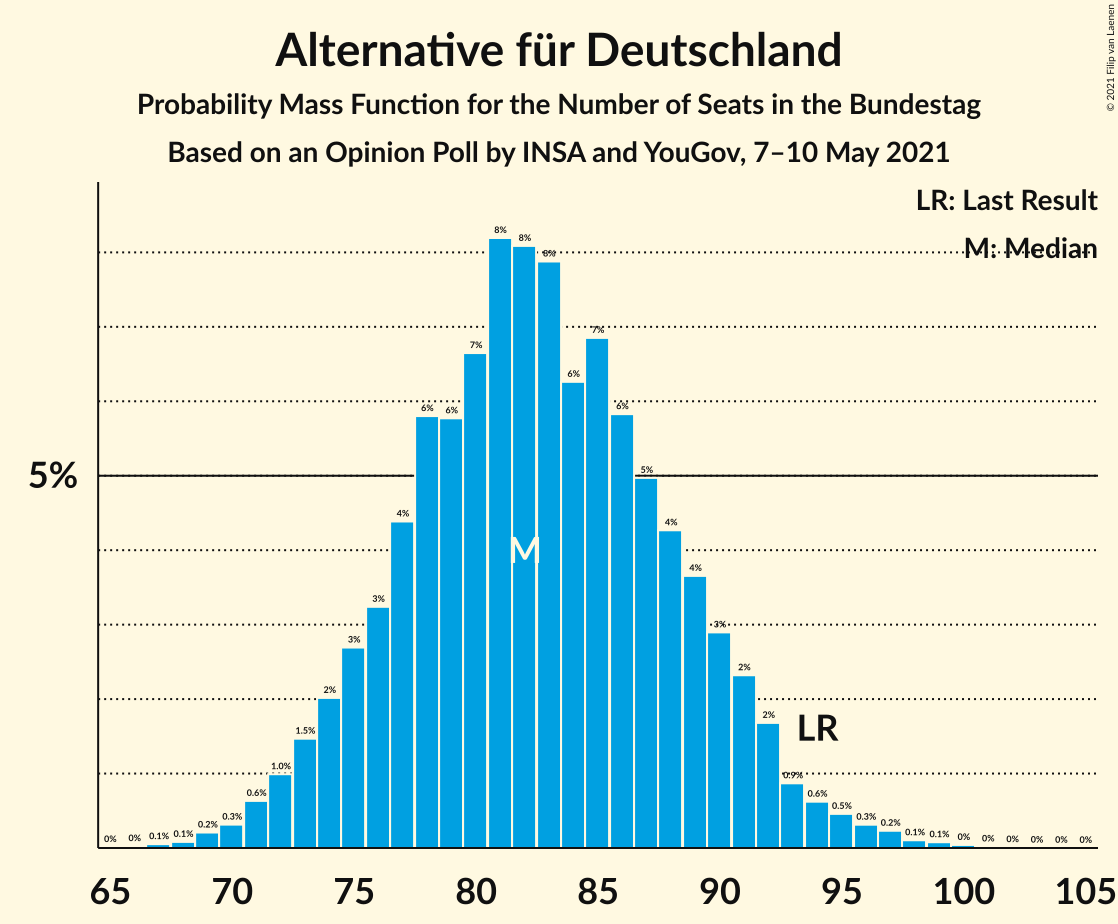 Alternative für Deutschland
Probability Mass Function for the Number of Seats in the Bundestag
Based on an Opinion Poll by INSA and YouGov, 7–10 May 2021
© 2021 Filip van Laenen
LR: Last Result
M: Median
5%
0% 0% 0.1% 0.1% 0.2% 0.3% 0.6% 1.0% 1.5% 2% 3% 3% 4% 6% 6% 7% 8% 8% 8% 6% 7% 6% 5% 4% 4% 3% 2% 2% 0.9% 0.6% 0.5% 0.3% 0.2% 0.1% 0.1% 0% 0% 0% 0% 0% 0%
M
LR
65 70 75 80 85 90 95 100 105